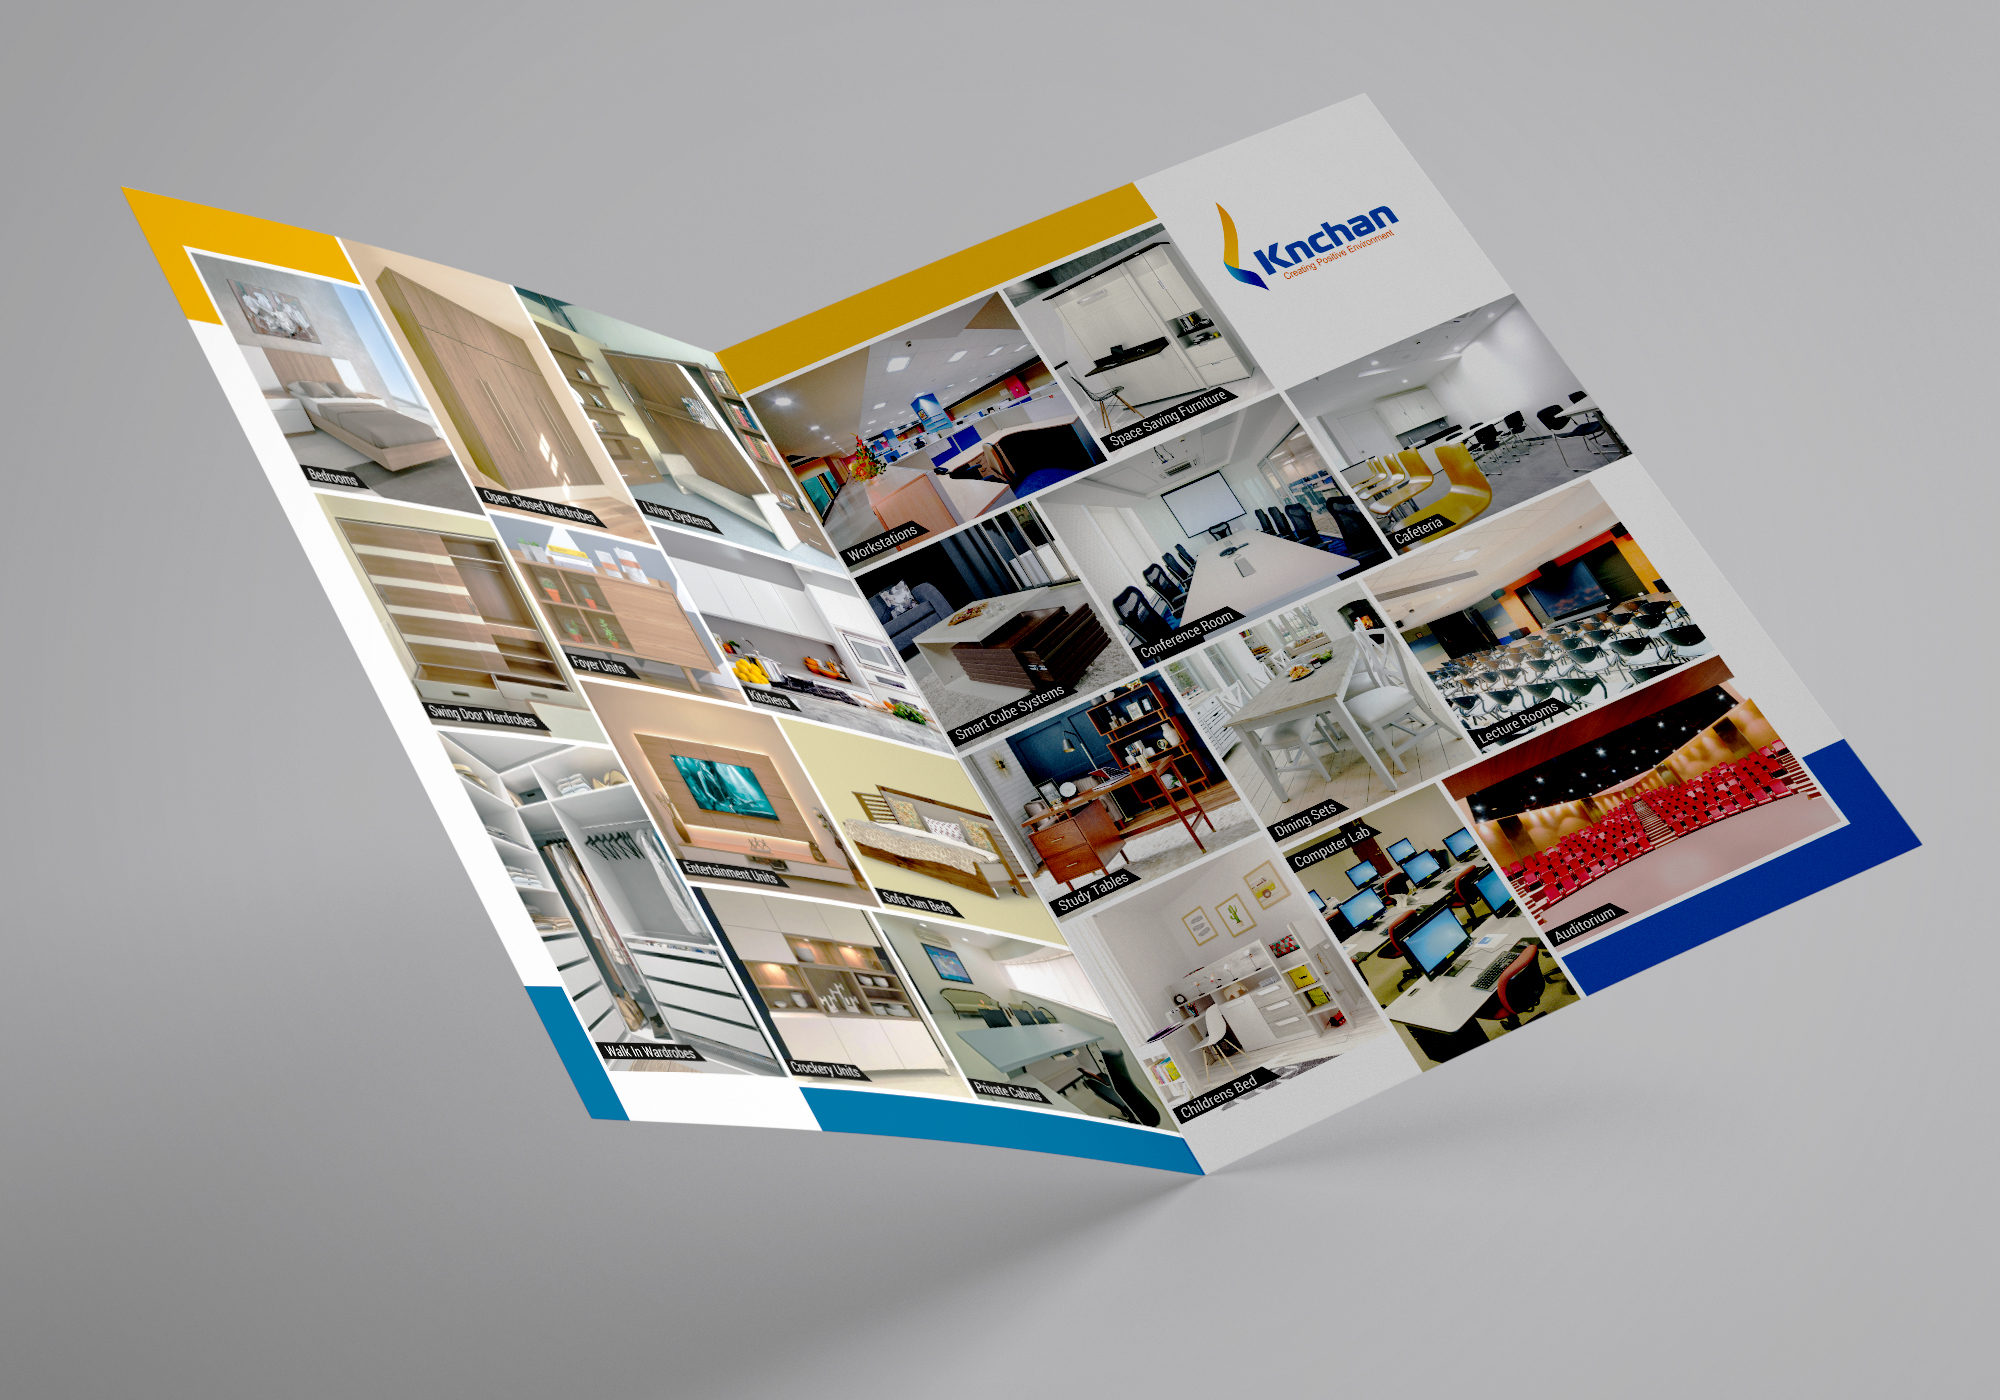 Bedrooms
Open -Closed Wardrobes
Living Systems
Swing Door Wardrobes
Foyer Units
Kitchens
Walk In Wardrobes
Entertainment Units
Sofa Cum Beds
Crockery Units
Private Cabins
Knchan
Creating Positive Environment
Workstations
Space Saving Furniture
Smart Cube Systems
Conference Room
Cafeteria
Study Tables
Dining Sets
Lecture Rooms
Childrens Bed
Computer Lab
Auditorium